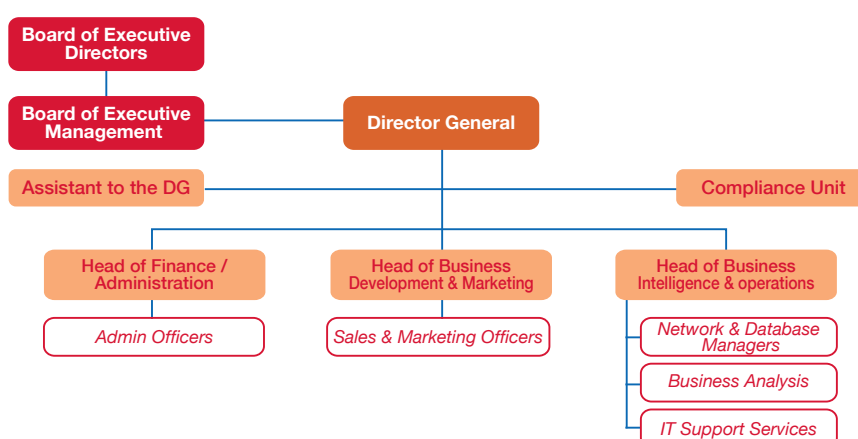 Board of Executive
Directors
Board of Executive
Management
Director General
Assistant to the DG
Compliance Unit
Head of Finance /
Administration
Head of Business
Development & Marketing
Head of Business
Intelligence & operations
Admin Officers
Sales & Marketing Officers
Network & Database
Managers
Business Analysis
IT Support Services